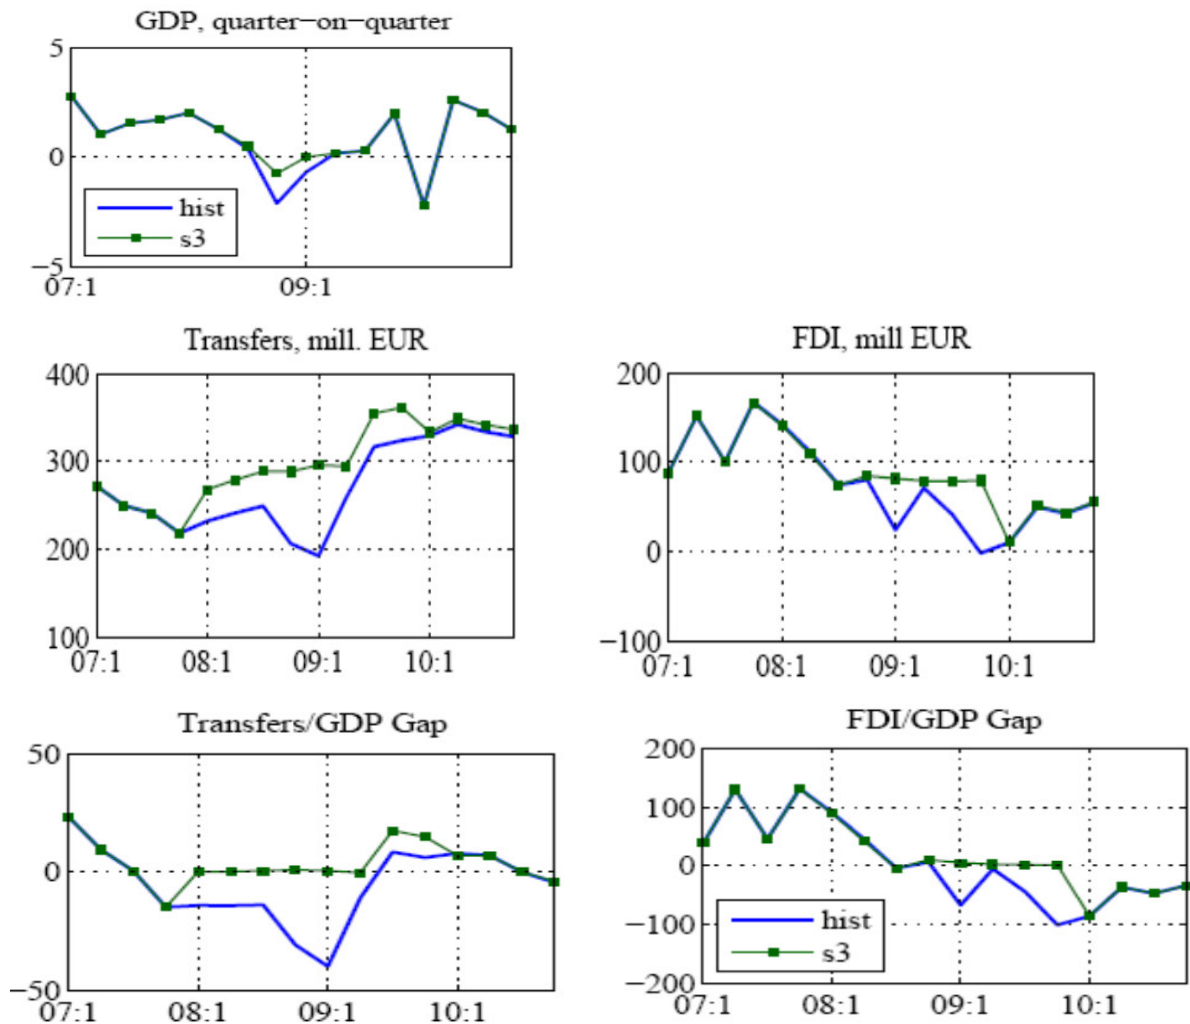 GDP, quarter−on−quarter
5
0
−5
hist
s3
07:1 09:1
Transfers, mill. EUR
400
300
200
100
07:1 08:1 09:1 10:1
FDI, mill EUR
200
100
0
−100
07:1 08:1 09:1 10:1
Transfers/GDP Gap
50
0
−50
07:1 08:1 09:1 10:1
FDI/GDP Gap
200
100
0
−100
−200
hist
s3
07:1 08:1 09:1 10:1